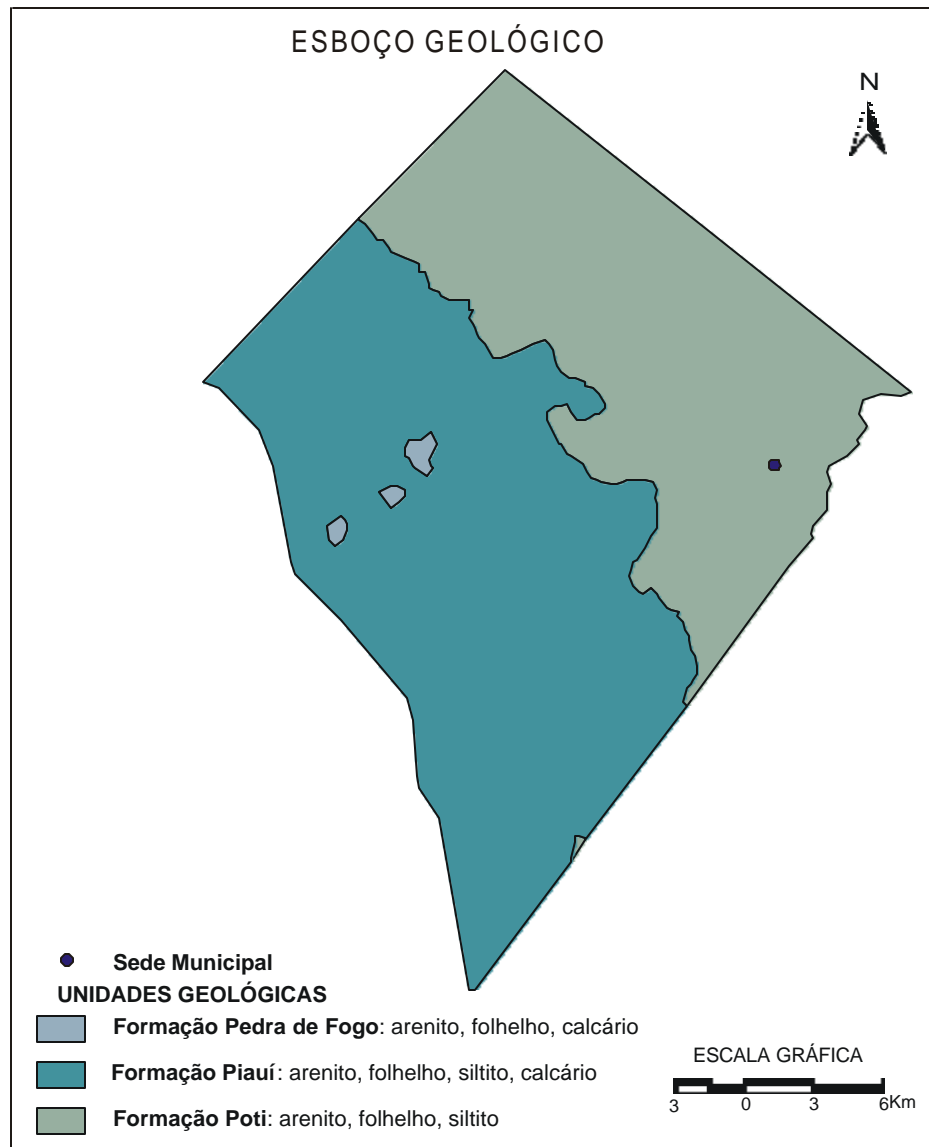 ESBOÇO GEOLÓGICO
N
Sede Municipal
UNIDADES GEOLÓGICAS
Formação Pedra de Fogo: arenito, folhelho, calcário
Formação Piauí: arenito, folhelho, siltito, calcário
Formação Poti: arenito, folhelho, siltito
ESCALA GRÁFICA
3 0 3 6Km